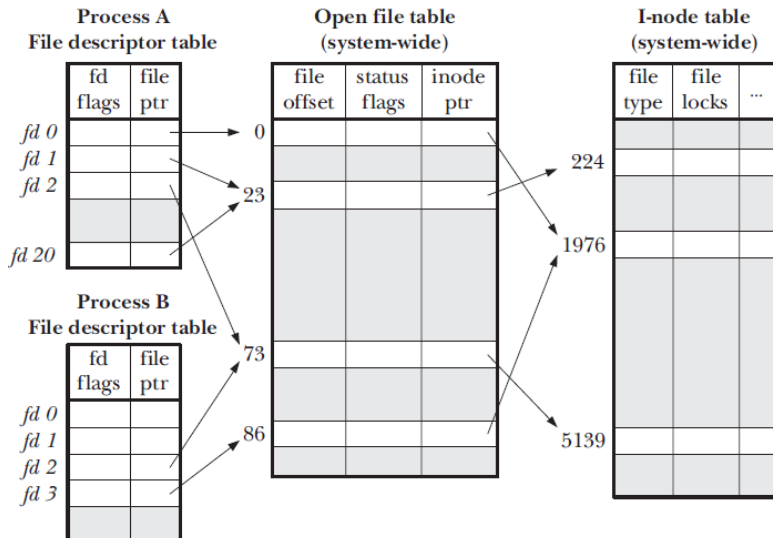 Process A
File descriptor table
fd flags
file ptr
fd 0
fd 1
fd 2
fd 20
Process B
File descriptor table
fd flags
file ptr
fd 0
fd 1
fd 2
fd 3
Open file table
(system-wide)
file offset
status flags
inode ptr
0
23
73
86
I-node table
(system-wide)
file type
file locks
...
224
1976
5139